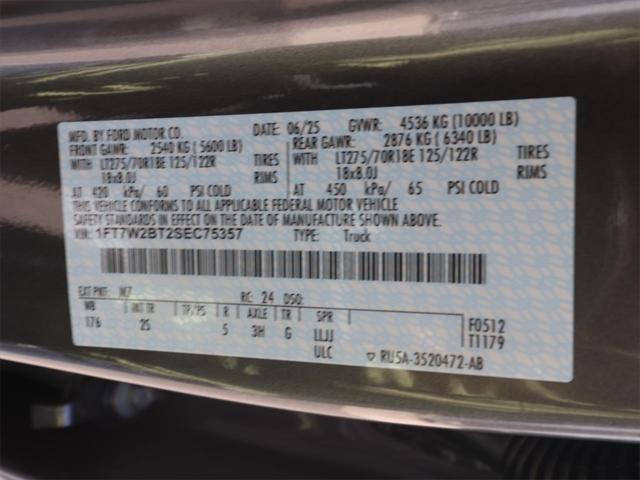 MFD. BY FORD MOTOR CO. DATE: 06/25 GVWR: 4536 KG (10000 LB)
FRONT GAWR: 2540 KG (5600 LB) REAR GAWR: 2876 KG (6340 LB)
WITH LT275/70R18E 125/122R TIRES WITH LT275/70R18E 125/122R TIRES
18x8.0J RIMS 18x8.0J RIMS
AT 420 kPa/ 60 PSI COLD AT 450 kPa/ 65 PSI COLD
THIS VEHICLE CONFORMS TO ALL APPLICABLE FEDERAL MOTOR VEHICLE
SAFETY STANDARDS IN EFFECT ON THE DATE OF MANUFACTURE SHOWN ABOVE.
VIN: 1FT7W2BT2SEC75357 TYPE: Truck
EXT PNT: M7 RC: 24 DSO:
WB INT TR TP/PS R AXLE TR SPR
176 2S 5 3H G LLJJ
ULC
F0512
T1179
RU5A-3520472-AB